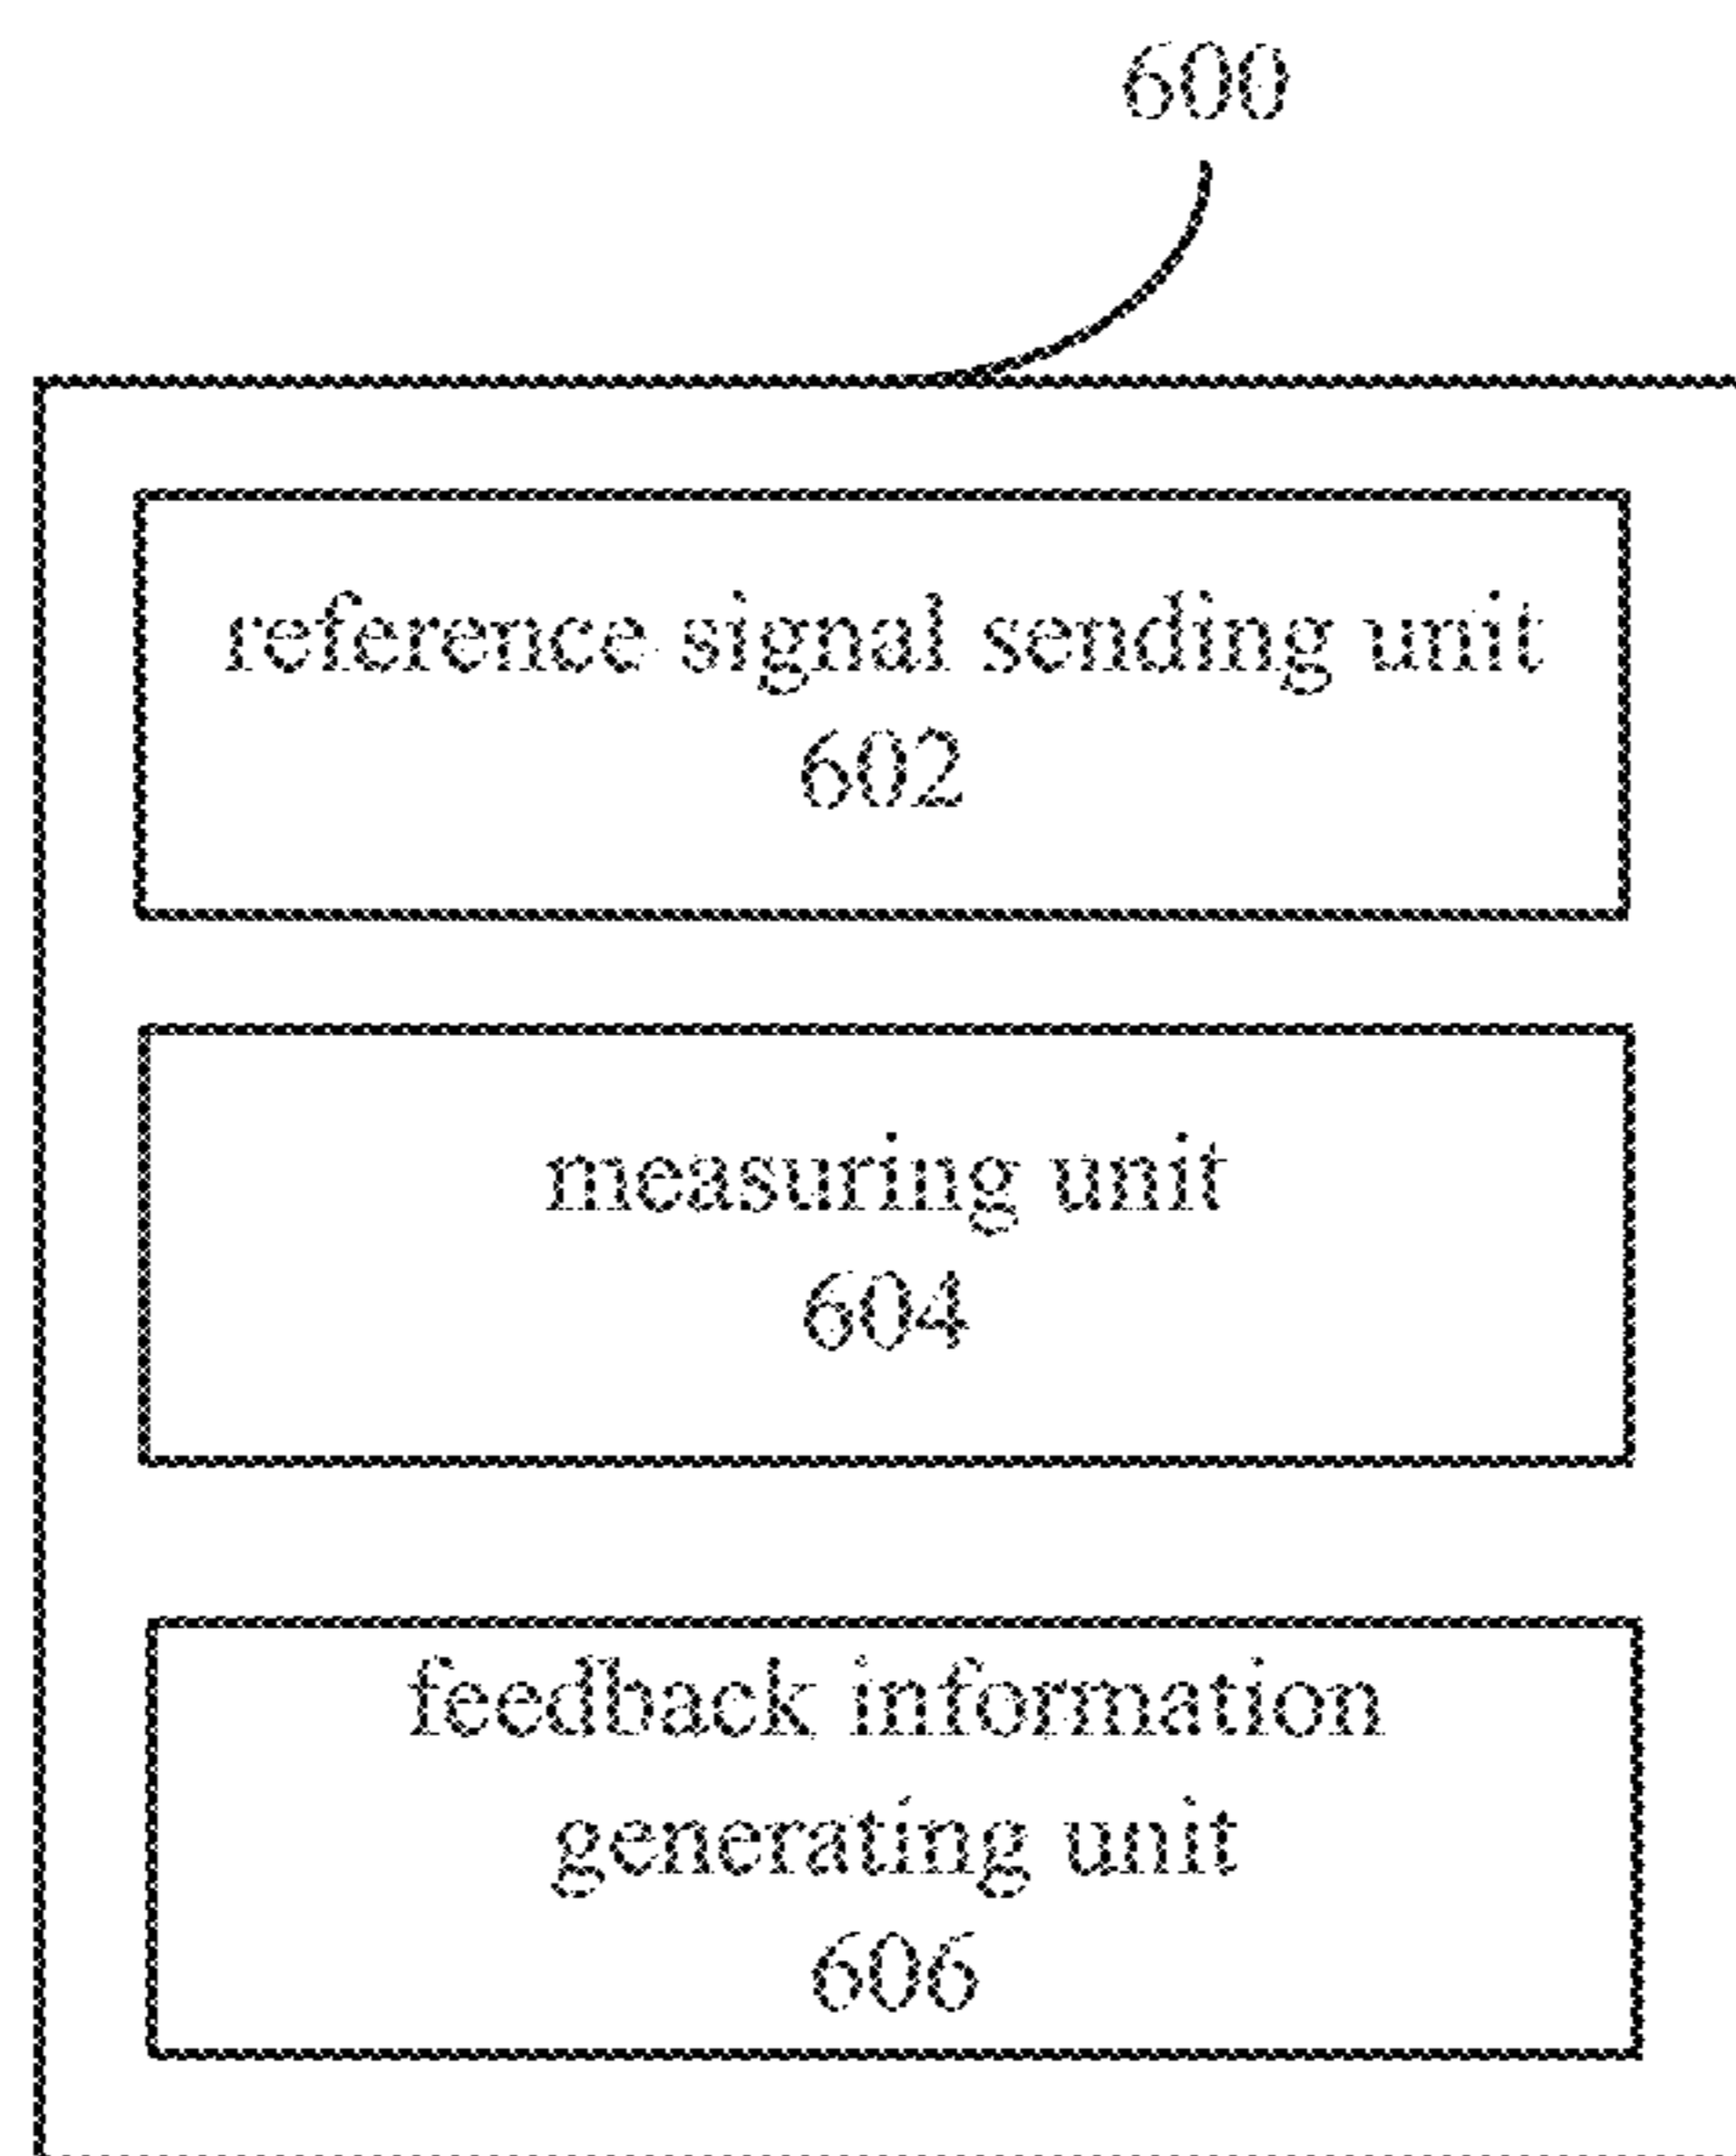 600
reference signal sending unit
602
measuring unit
604
feedback information
generating unit
606